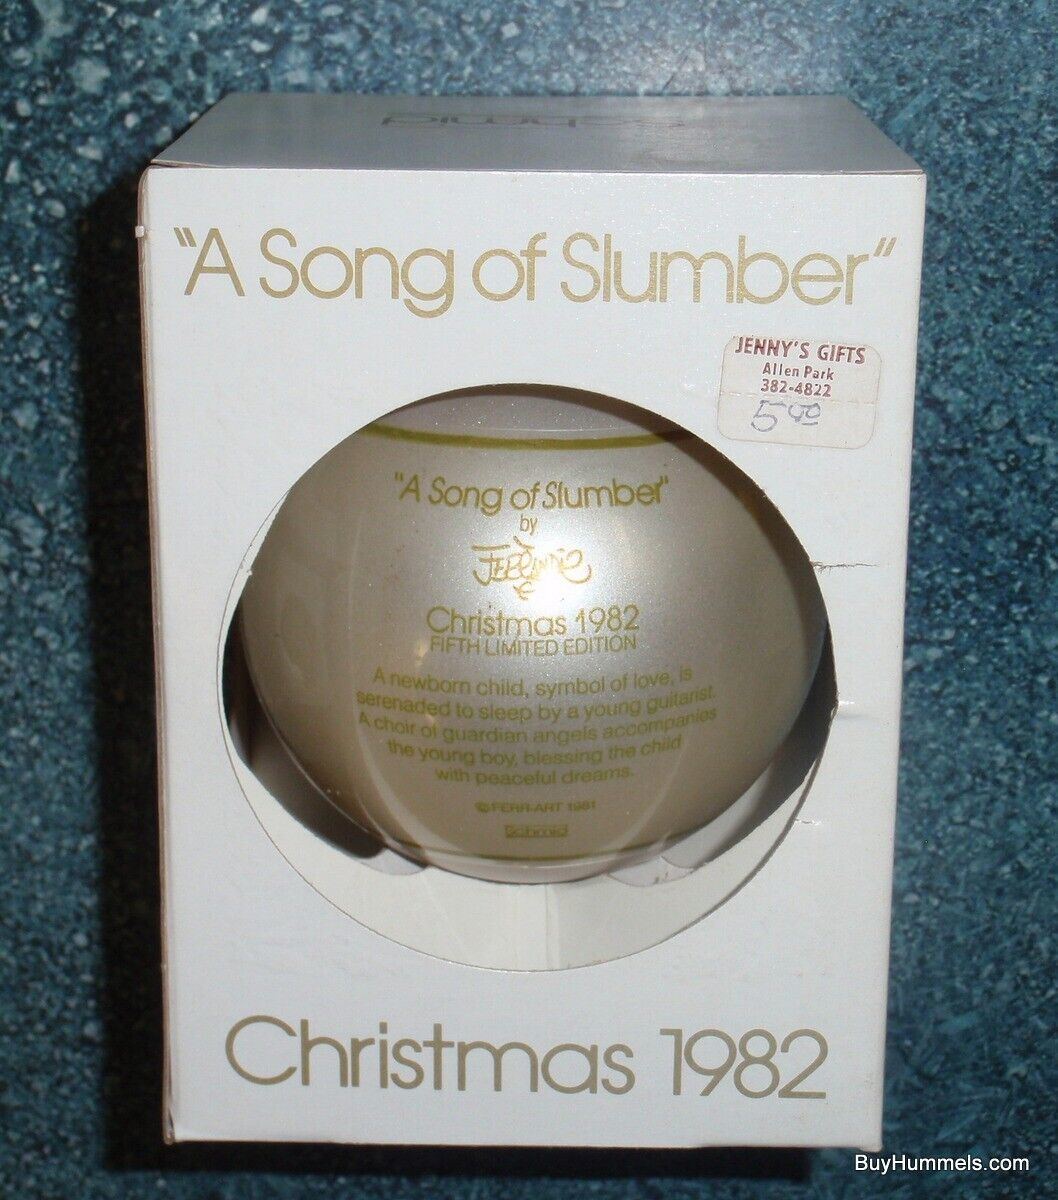 schmid
"A Song of Slumber"
JENNY'S GIFTS
Allen Park
382-4822
5.00
"A Song of Slumber"
by
Christmas 1982
FIFTH LIMITED EDITION
A newborn child, symbol of love, is
serenaded to sleep by a young guitarist.
A choir of guardian angels accompanies
the young boy, blessing the child
with peaceful dreams.
© FERR-ART 1981
Schmid
Christmas 1982
BuyHummels.com